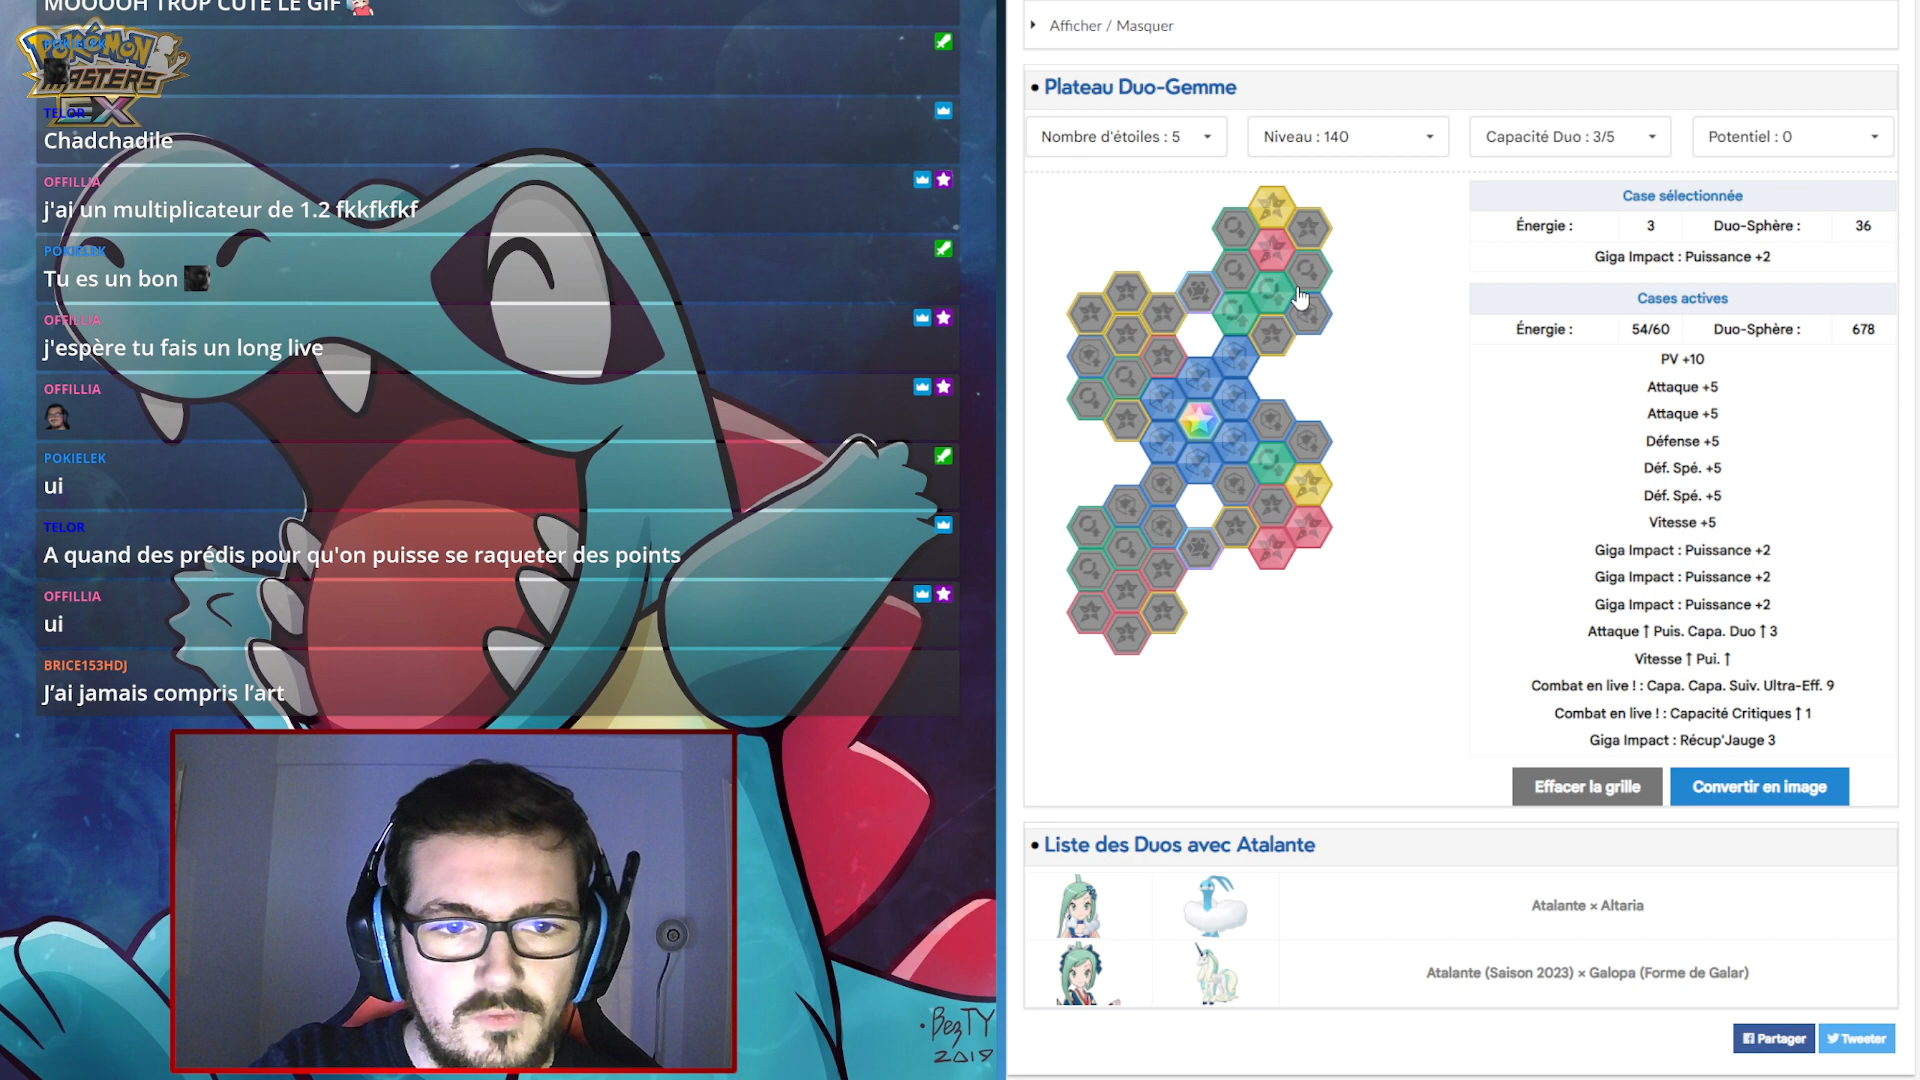 MOOOOH TROP CUTE LE GIF
POKIELEK
POKÉMON
MASTERS
EX
TELOR
Chadchadile
OFFILLIA
j'ai un multiplicateur de 1.2 fkkfkfkf
POKIELEK
Tu es un bon
OFFILLIA
j'espère tu fais un long live
OFFILLIA
POKIELEK
ui
TELOR
A quand des prédis pour qu'on puisse se raqueter des points
OFFILLIA
ui
BRICE153HDJ
J'ai jamais compris l'art
BezTY
2019
Afficher / Masquer
• Plateau Duo-Gemme
Nombre d'étoiles : 5
Niveau : 140
Capacité Duo : 3/5
Potentiel : 0
Case sélectionnée
Énergie : 3 Duo-Sphère : 36
Giga Impact : Puissance +2
Cases actives
Énergie : 54/60 Duo-Sphère : 678
PV +10
Attaque +5
Attaque +5
Défense +5
Déf. Spé. +5
Déf. Spé. +5
Vitesse +5
Giga Impact : Puissance +2
Giga Impact : Puissance +2
Giga Impact : Puissance +2
Attaque ↑ Puis. Capa. Duo ↑ 3
Vitesse ↑ Pui. ↑
Combat en live ! : Capa. Capa. Suiv. Ultra-Eff. 9
Combat en live ! : Capacité Critiques ↑ 1
Giga Impact : Récup'Jauge 3
Effacer la grille
Convertir en image
• Liste des Duos avec Atalante
Atalante × Altaria
Atalante (Saison 2023) × Galopa (Forme de Galar)
Partager
Tweeter